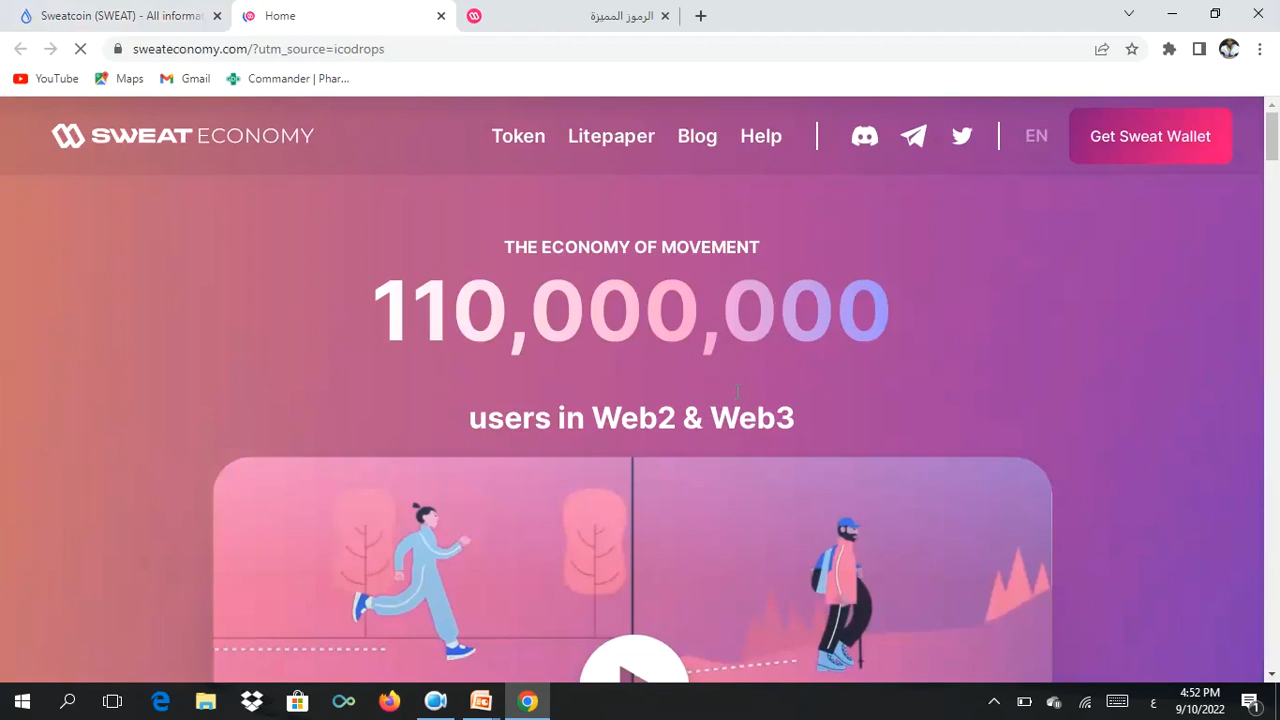 Sweatcoin (SWEAT) - All informat
Home
الرموز المميزة
sweateconomy.com/?utm_source=icodrops
YouTube
Maps
Gmail
Commander | Phar...
SWEAT ECONOMY
Token
Litepaper
Blog
Help
EN
Get Sweat Wallet
THE ECONOMY OF MOVEMENT
110,000,000
users in Web2 & Web3
ع
4:52 PM
9/10/2022
1